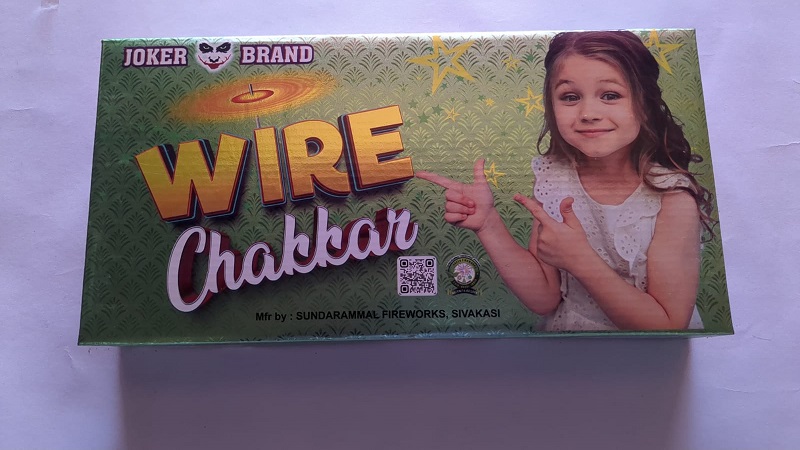 JOKER BRAND
WIRE
Chakkar
Mfr by : SUNDARAMMAL FIREWORKS, SIVAKASI